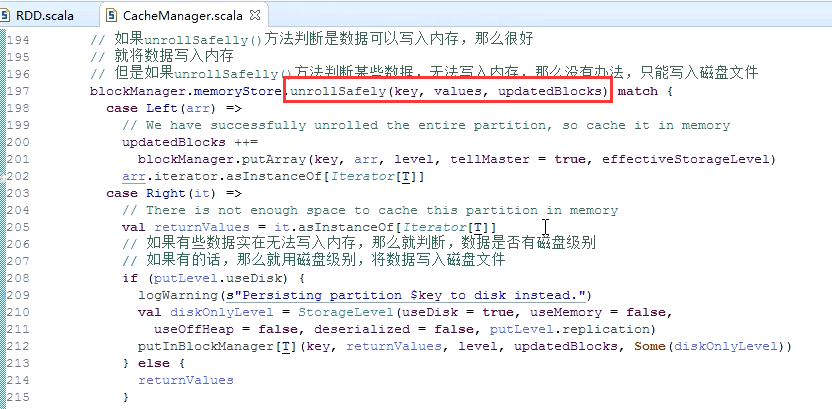 RDD.scala CacheManager.scala
194 // 如果unrollSafelly()方法判断是数据可以写入内存，那么很好
195 // 就将数据写入内存
196 // 但是如果unrollSafelly()方法判断某些数据，无法写入内存，那么没有办法，只能写入磁盘文件
197 blockManager.memoryStore.unrollSafely(key, values, updatedBlocks) match {
198 case Left(arr) =>
199 // We have successfully unrolled the entire partition, so cache it in memory
200 updatedBlocks ++=
201 blockManager.putArray(key, arr, level, tellMaster = true, effectiveStorageLevel)
202 arr.iterator.asInstanceOf[Iterator[T]]
203 case Right(it) =>
204 // There is not enough space to cache this partition in memory
205 val returnValues = it.asInstanceOf[Iterator[T]]
206 // 如果有些数据实在无法写入内存，那么就判断，数据是否有磁盘级别
207 // 如果有的话，那么就用磁盘级别，将数据写入磁盘文件
208 if (putLevel.useDisk) {
209 logWarning(s"Persisting partition $key to disk instead.")
210 val diskOnlyLevel = StorageLevel(useDisk = true, useMemory = false,
211 useOffHeap = false, deserialized = false, putLevel.replication)
212 putInBlockManager[T](key, returnValues, level, updatedBlocks, Some(diskOnlyLevel))
213 } else {
214 returnValues
215 }